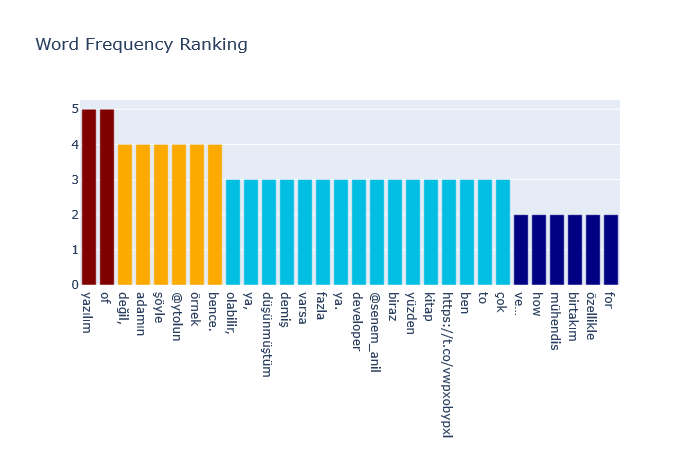 Word Frequency Ranking
5
4
3
2
1
0
yazılım
of
değil,
adamın
şöyle
@ytolun
örnek
bence.
olabilir,
ya,
düşünmüştüm
demiş
varsa
fazla
ya.
developer
@senem_anil
biraz
yüzden
kitap
https://t.co/vwpxobypxl
ben
to
çok
ve…
how
mühendis
birtakım
özellikle
for